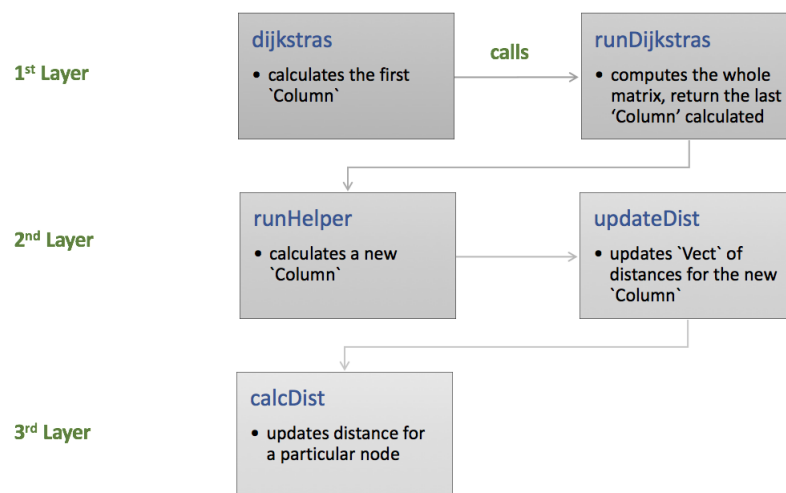 dijkstras
• calculates the first
`Column`
calls
runDijkstras
• computes the whole
matrix, return the last
‘Column’ calculated
1st Layer
runHelper
• calculates a new
`Column`
updateDist
• updates `Vect` of
distances for the new
`Column`
2nd Layer
calcDist
• updates distance for
a particular node
3rd Layer